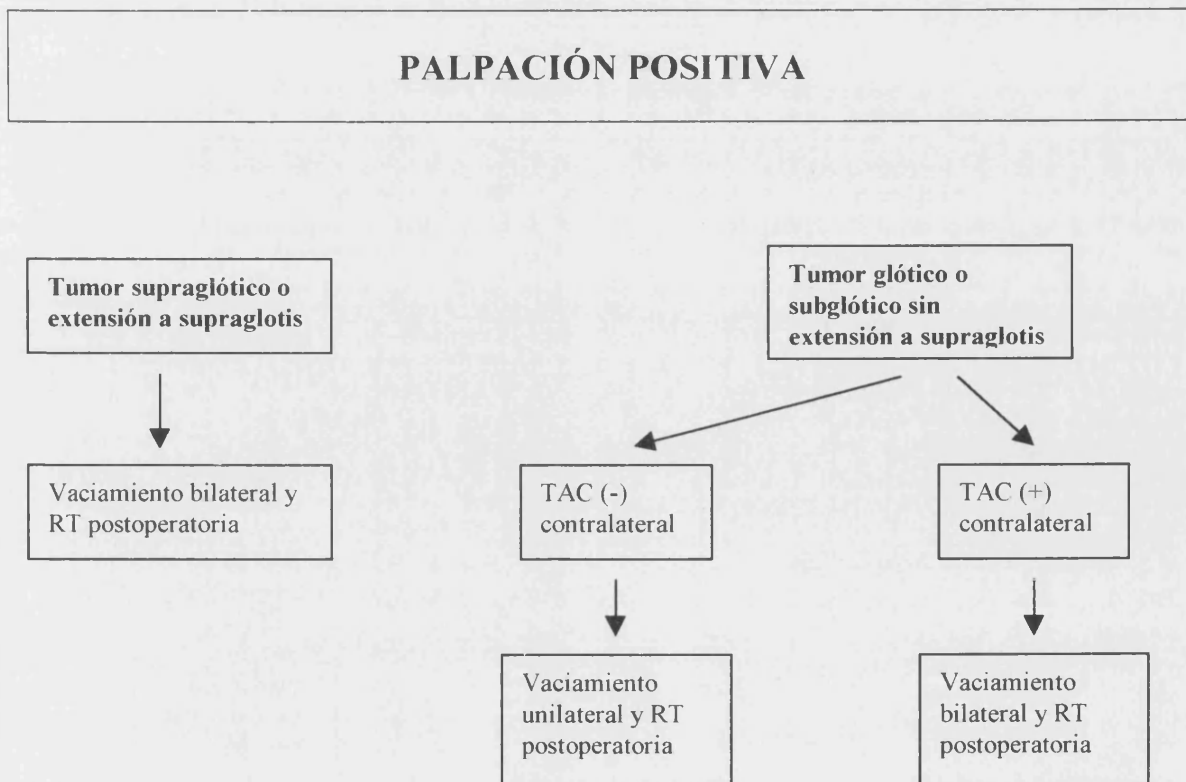 PALPACIÓN POSITIVA
Tumor supraglótico o
extensión a supraglotis
Tumor glótico o
subglótico sin
extensión a supraglotis
Vaciamiento bilateral y
RT postoperatoria
TAC (-)
contralateral
TAC (+)
contralateral
Vaciamiento
unilateral y RT
postoperatoria
Vaciamiento
bilateral y RT
postoperatoria